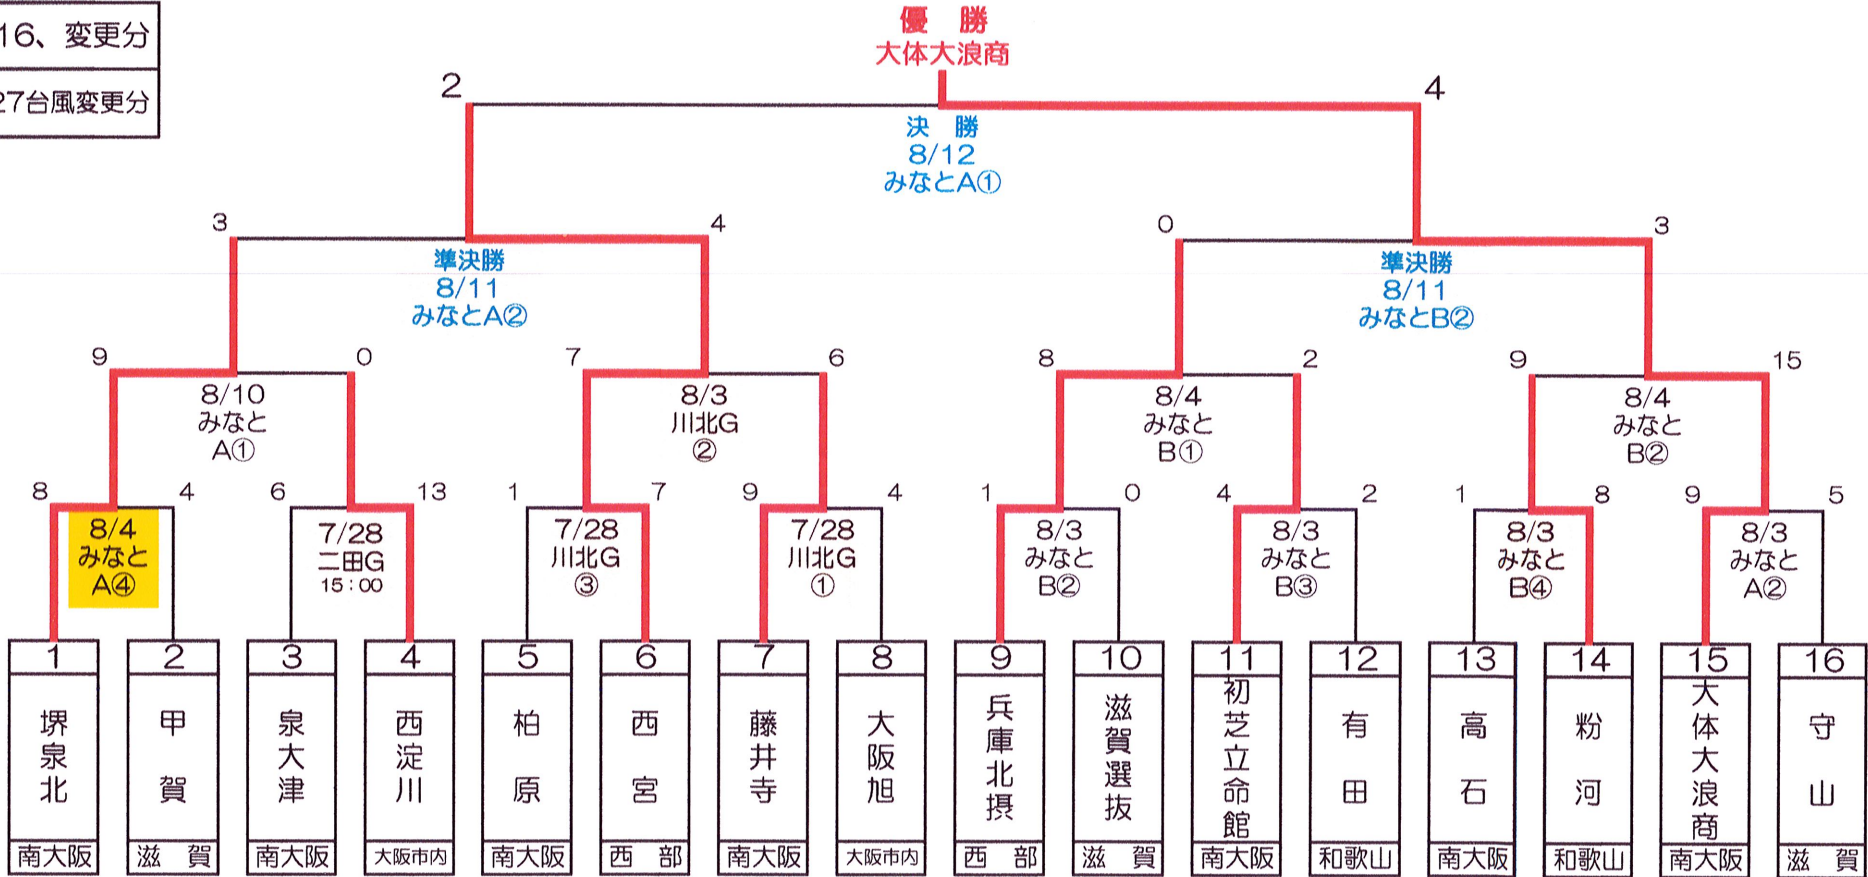 16、変更分
27台風変更分
優　勝
大体大浪商
2
4
決　勝
8/12
みなとA①
3
4
0
3
準決勝
8/11
みなとA②
準決勝
8/11
みなとB②
9
0
7
6
8
2
9
15
8/10
みなと
A①
8/3
川北G
②
8/4
みなと
B①
8/4
みなと
B②
8
4
6
13
1
7
9
4
1
0
4
2
1
8
9
5
8/4
みなと
A④
7/28
二田G
15：00
7/28
川北G
③
7/28
川北G
①
8/3
みなと
B②
8/3
みなと
B③
8/3
みなと
B④
8/3
みなと
A②
1
堺泉北
南大阪
2
甲賀
滋　賀
3
泉大津
南大阪
4
西淀川
大阪市内
5
柏原
南大阪
6
西宮
西　部
7
藤井寺
南大阪
8
大阪旭
大阪市内
9
兵庫北摂
西　部
10
滋賀選抜
滋　賀
11
初芝立命館
南大阪
12
有田
和歌山
13
高石
南大阪
14
粉河
和歌山
15
大体大浪商
南大阪
16
守山
滋　賀